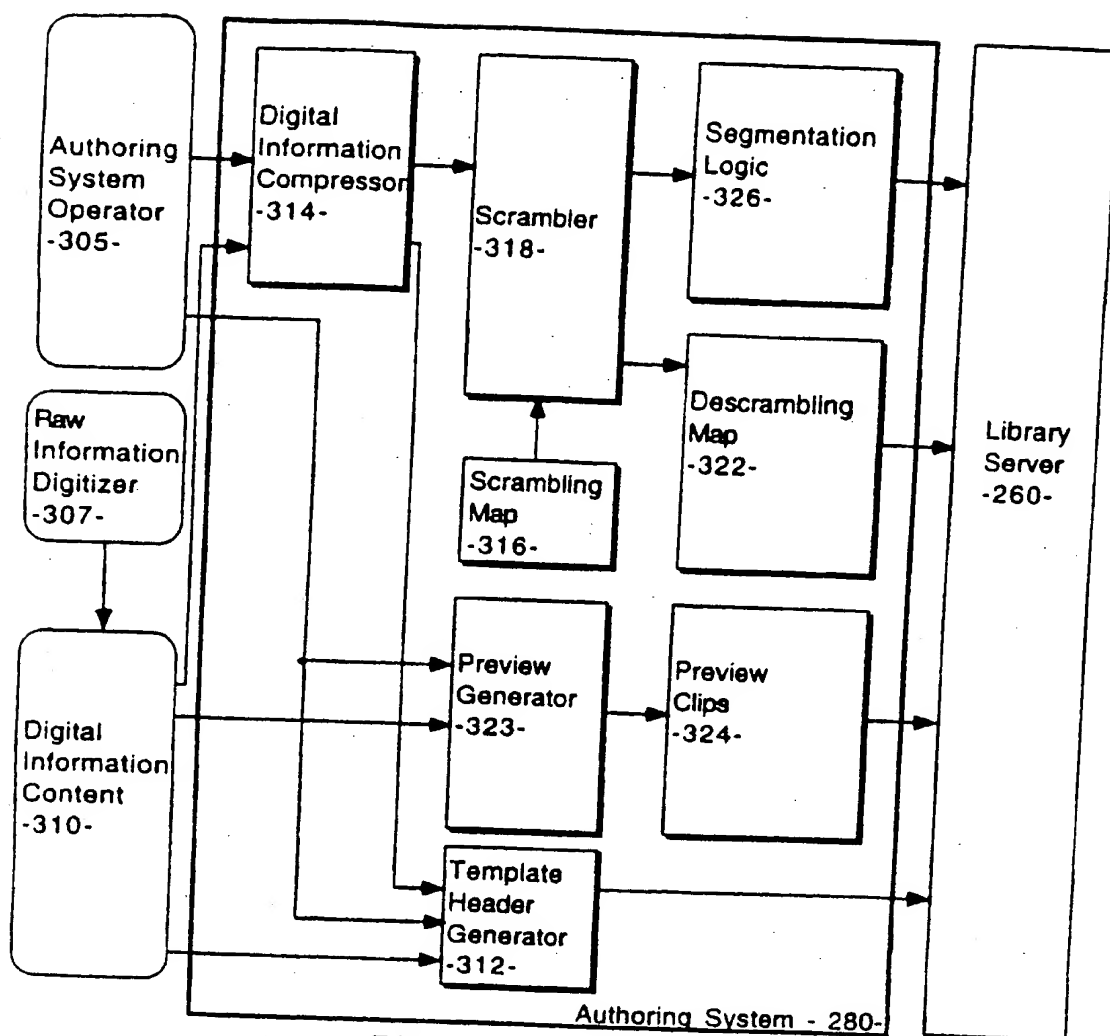 Authoring
System
Operator
-305-
Digital
Information
Compressor
-314-
Scrambler
-318-
Segmentation
Logic
-326-
Raw
Information
Digitizer
-307-
Scrambling
Map
-316-
Descrambling
Map
-322-
Library
Server
-260-
Digital
Information
Content
-310-
Preview
Generator
-323-
Preview
Clips
-324-
Template
Header
Generator
-312-
Authoring System - 280-